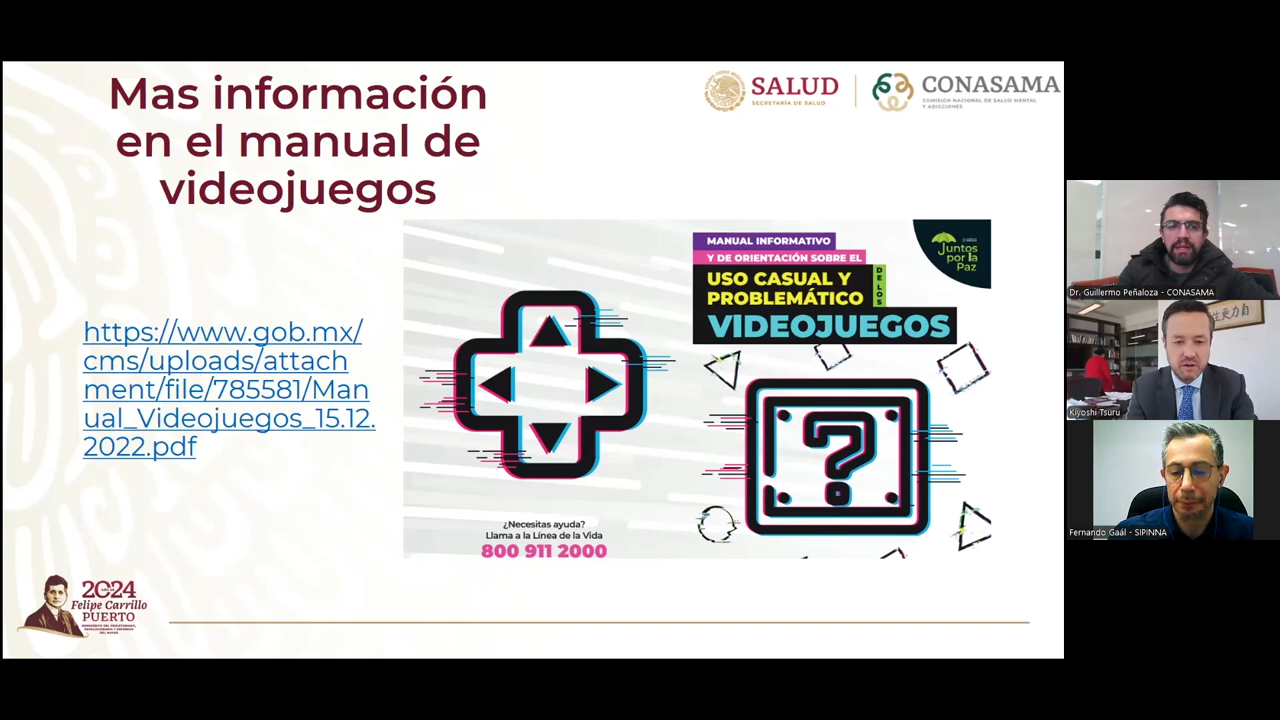 Mas información
en el manual de
videojuegos
SALUD
SECRETARÍA DE SALUD
CONASAMA
COMISIÓN NACIONAL DE SALUD MENTAL
Y ADICCIONES
https://www.gob.mx/
cms/uploads/attach
ment/file/785581/Man
ual_Videojuegos_15.12.
2022.pdf
MANUAL INFORMATIVO
Y DE ORIENTACIÓN SOBRE EL
USO CASUAL Y
PROBLEMÁTICO
DE LOS
VIDEOJUEGOS
Juntos
por la
Paz
?
¿Necesitas ayuda?
Llama a la Línea de la Vida
800 911 2000
2024
Felipe Carrillo
PUERTO
Dr. Guillermo Peñaloza - CONASAMA
Kiyoshi Tsuru
Fernando Gaál - SIPINNA